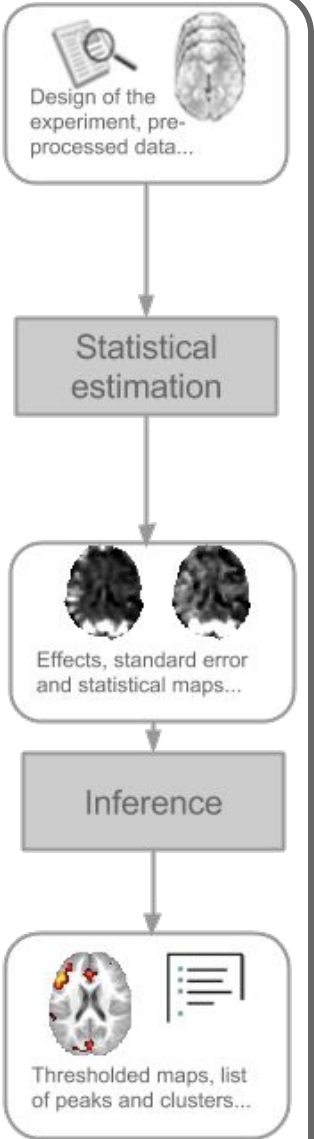 Design of the
experiment, pre-
processed data...
Statistical
estimation
Effects, standard error
and statistical maps...
Inference
Thresholded maps, list
of peaks and clusters...